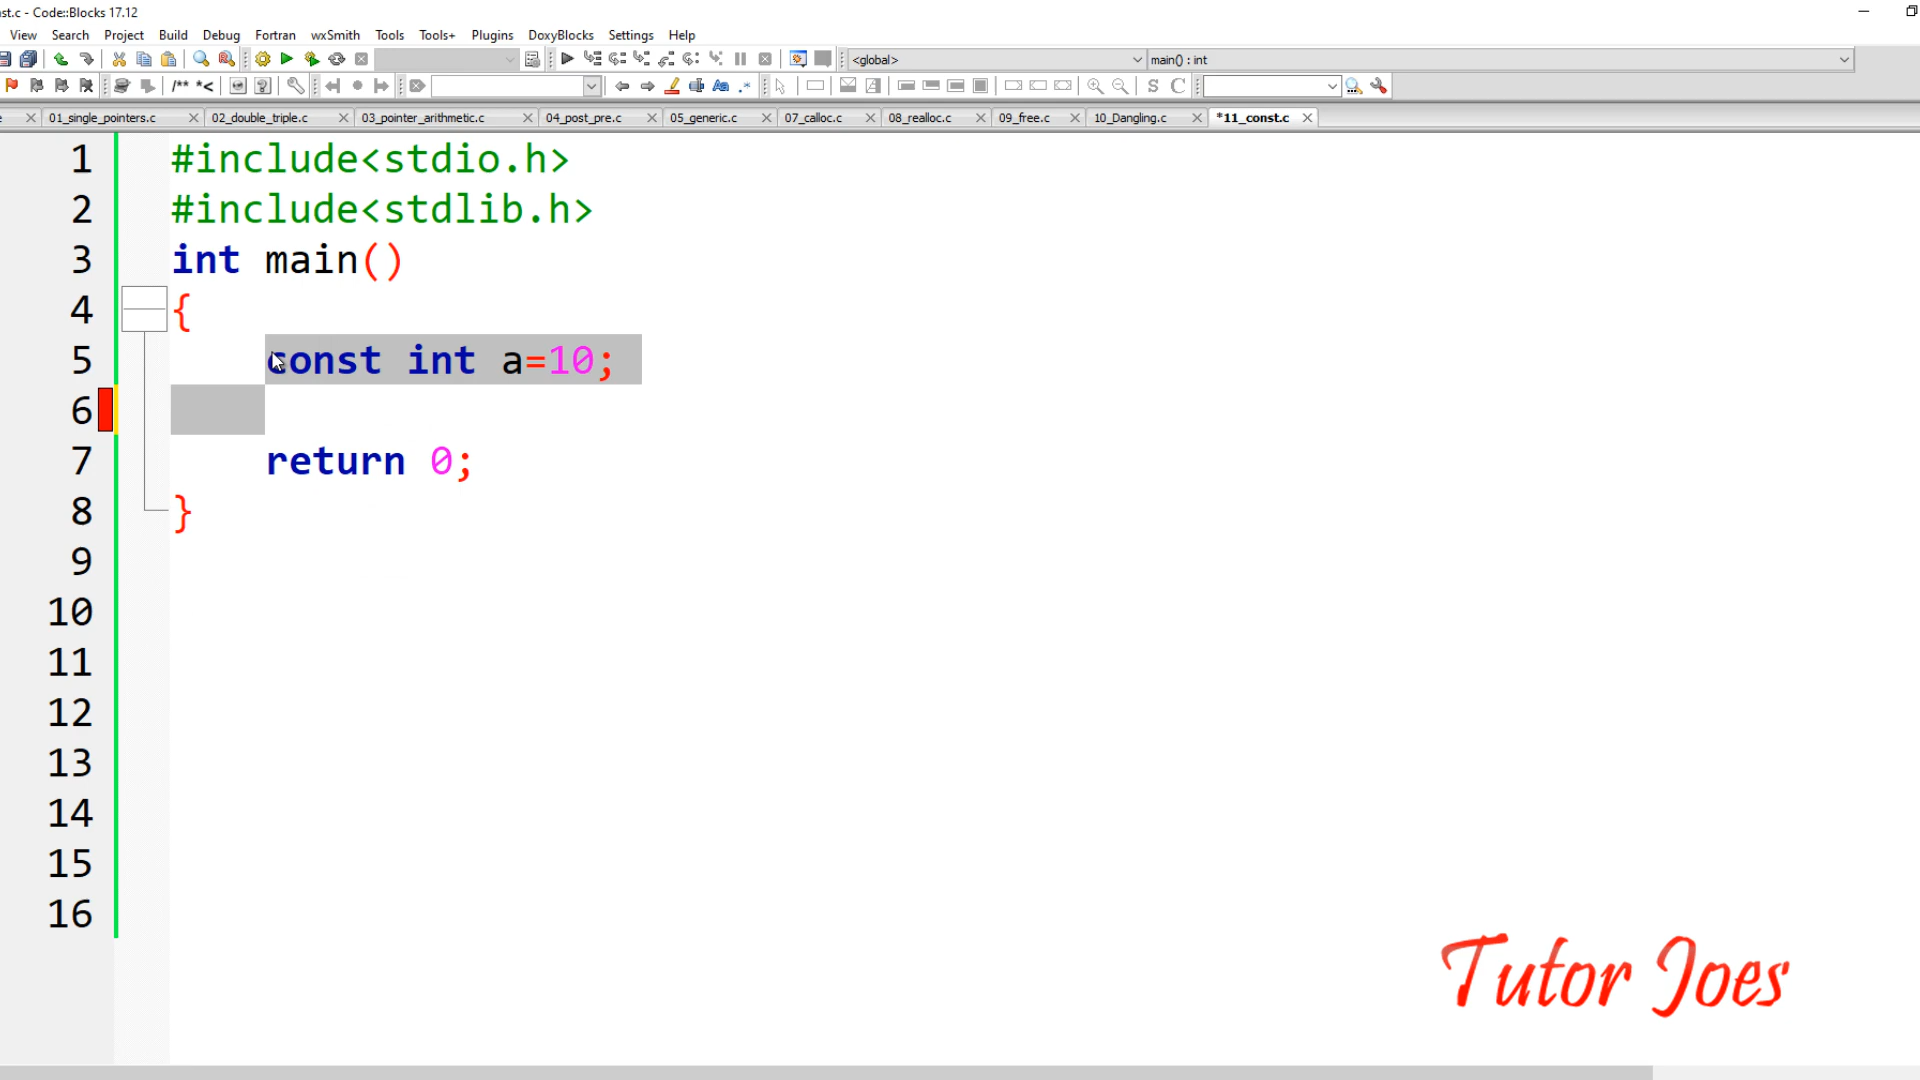 st.c - Code::Blocks 17.12
View Search Project Build Debug Fortran wxSmith Tools Tools+ Plugins DoxyBlocks Settings Help
<global> main() : int
/** *< Aa .* S C
01_single_pointers.c 02_double_triple.c 03_pointer_arithmetic.c 04_post_pre.c 05_generic.c 07_calloc.c 08_realloc.c 09_free.c 10_Dangling.c *11_const.c
1 #include<stdio.h>
2 #include<stdlib.h>
3 int main()
4 {
5 const int a=10;
6
7 return 0;
8 }
9
10
11
12
13
14
15
16
Tutor Joes